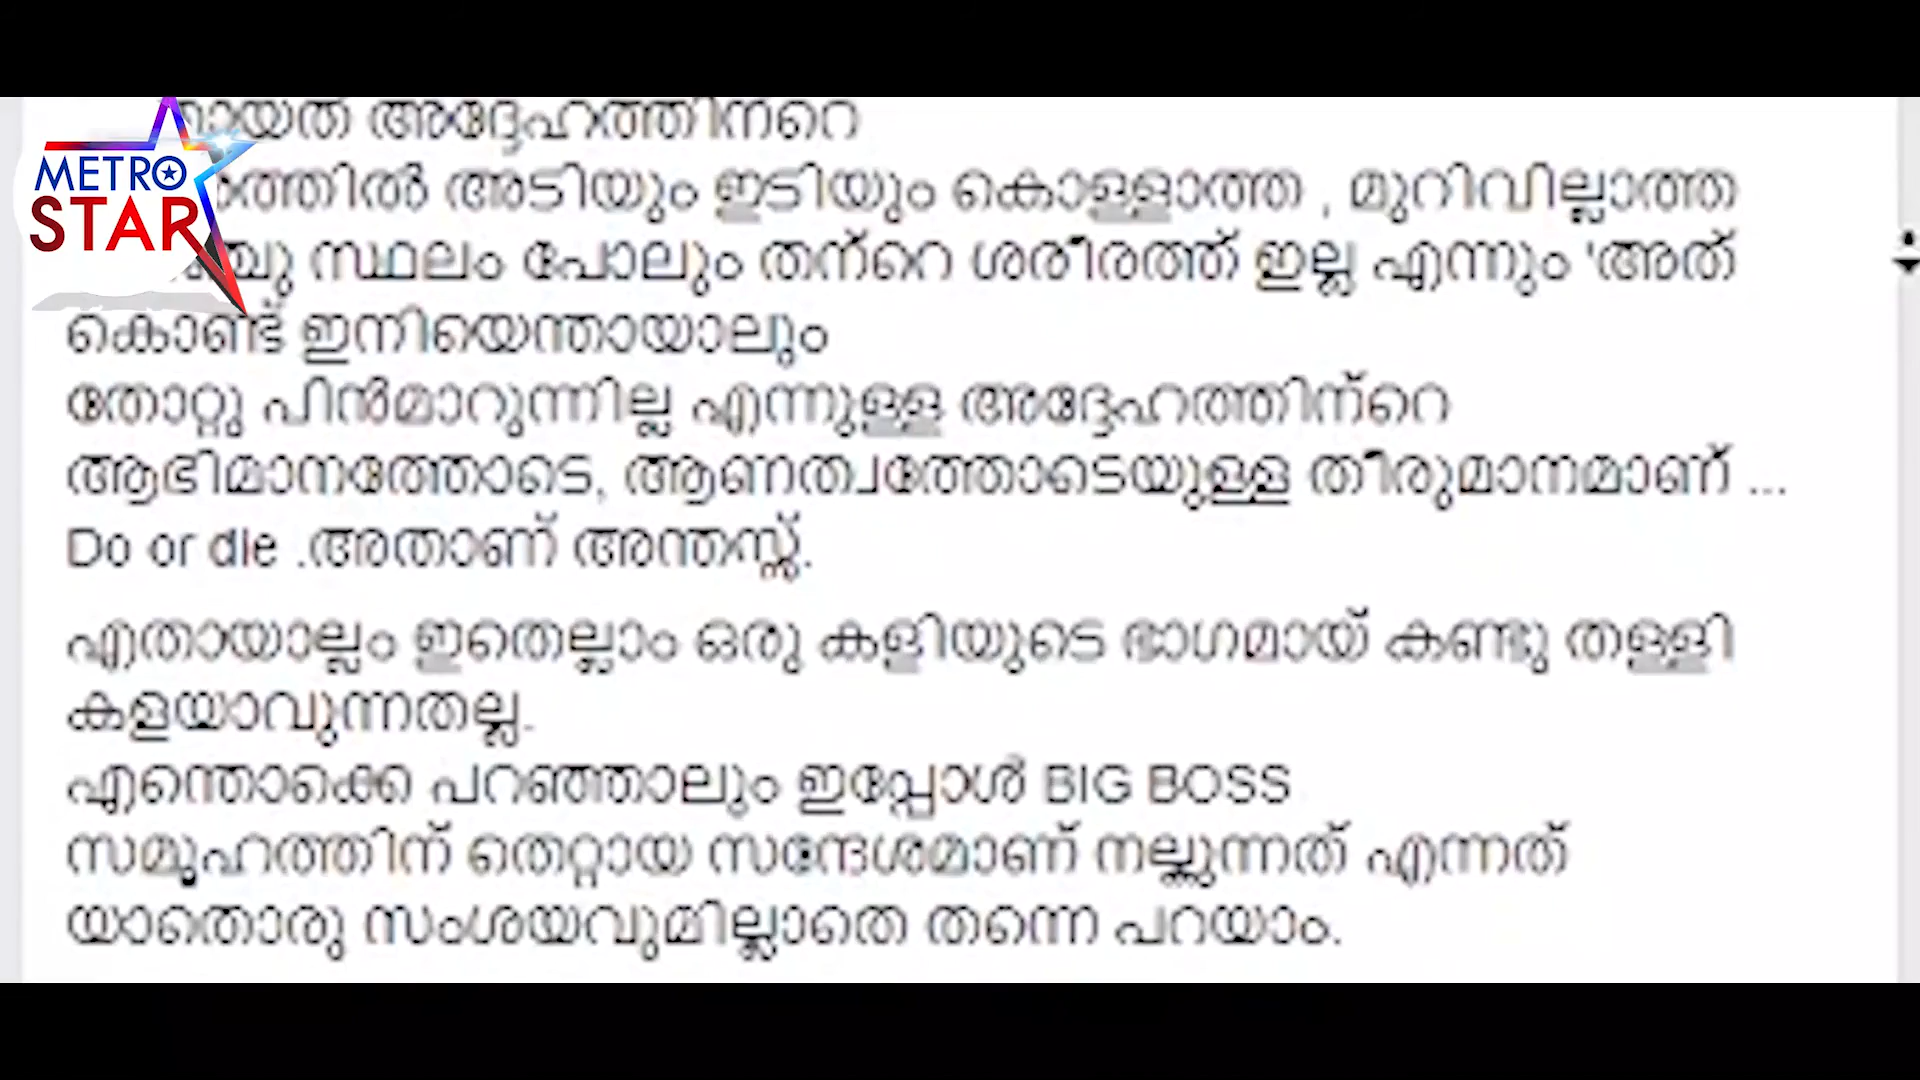 അദ്ദേഹത്തിൻറെ
METRO
STAR
അടിയും ഇടിയും കൊള്ളാത്ത , മുറിവില്ലാത്ത
സ്ഥലം പോലും തന്റെ ശരീരത്ത് ഇല്ല എന്നും 'അത്
കൊണ്ട് ഇനിയെന്തായാലും
തോറ്റു പിൻമാറുന്നില്ല എന്നുള്ള അദ്ദേഹത്തിന്റെ
ആഭിമാനത്തോടെ, ആണത്വത്തോടെയുള്ള തീരുമാനമാണ് ...
Do or die .അതാണ് അന്തസ്സ്.
എതായാല്ലം ഇതെല്ലാം ഒരു കളിയുടെ ഭാഗമായ് കണ്ടു തള്ളി
കളയാവുന്നതല്ല.
എന്തൊക്കെ പറഞ്ഞാലും ഇപ്പോൾ BIG BOSS
സമൂഹത്തിന് തെറ്റായ സന്ദേശമാണ് നല്കുന്നത് എന്നത്
യാതൊരു സംശയവുമില്ലാതെ തന്നെ പറയാം.